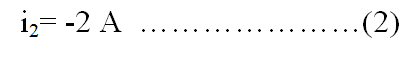 i₂= -2 A …………………(2)